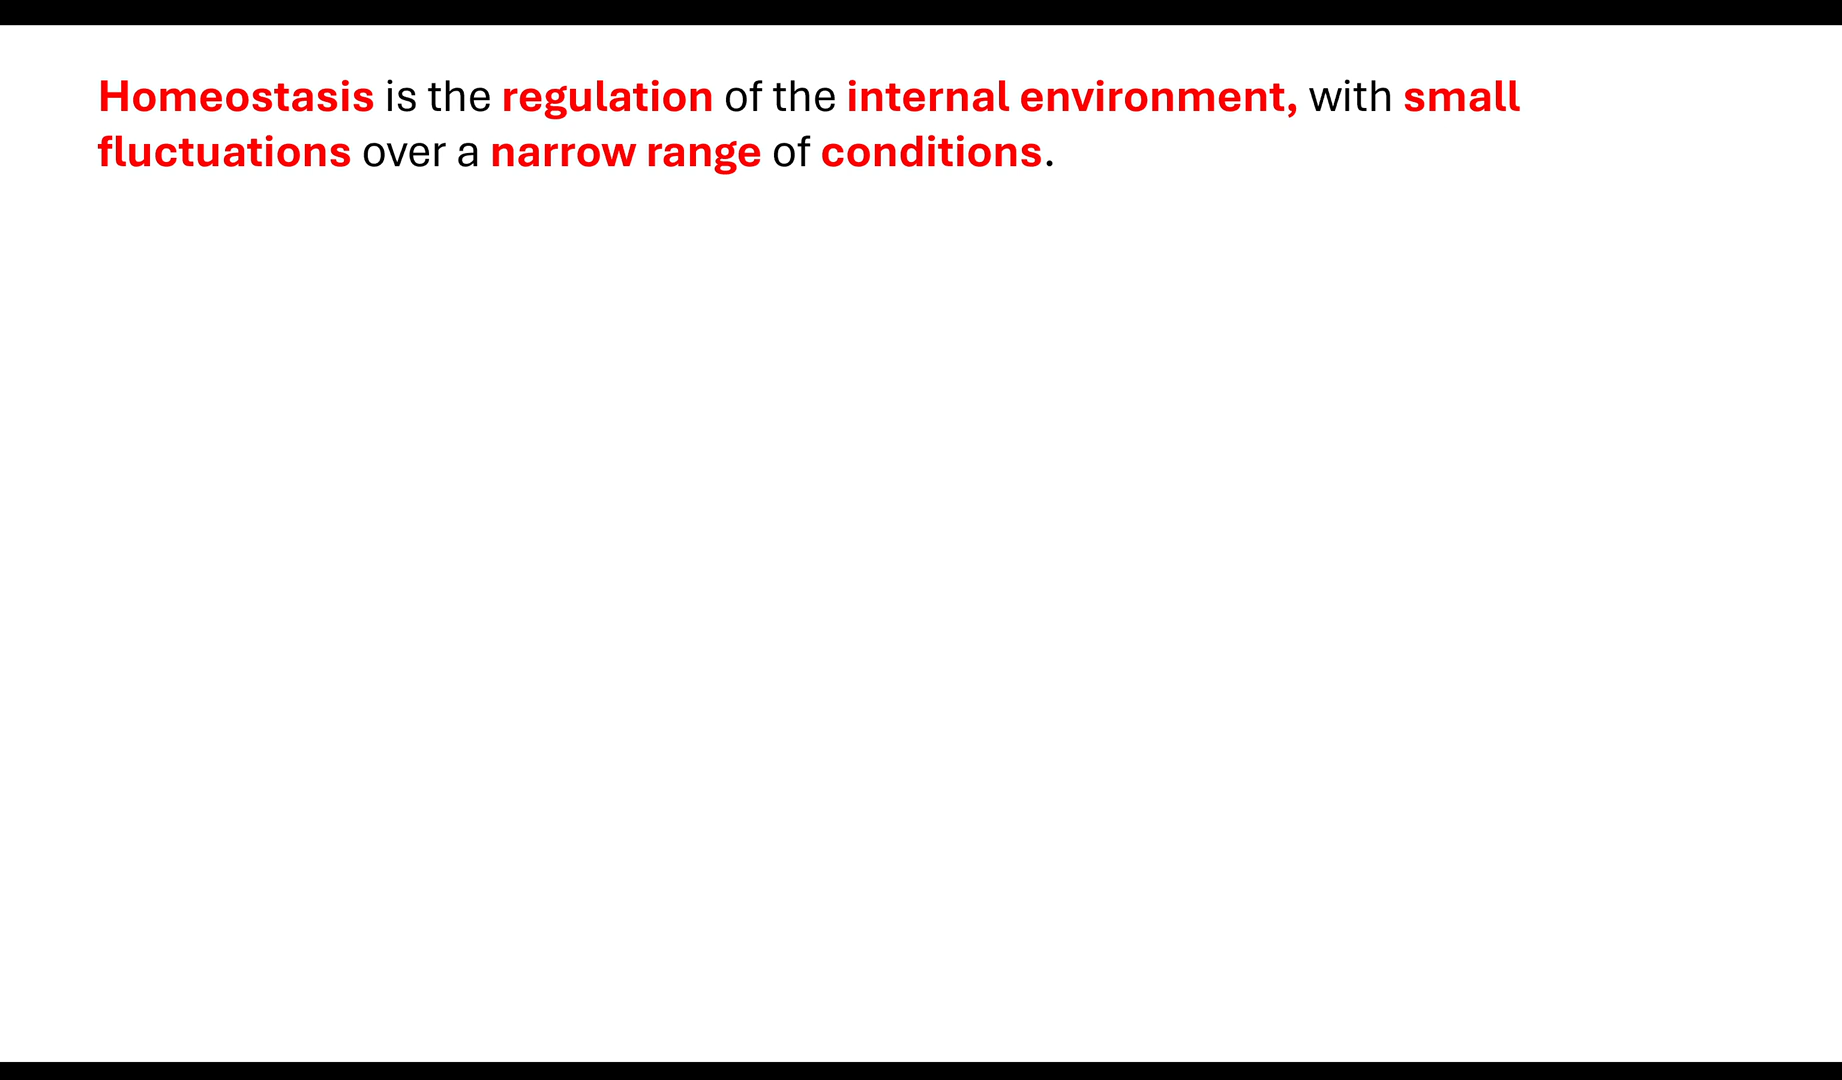 Homeostasis is the regulation of the internal environment, with small
fluctuations over a narrow range of conditions.